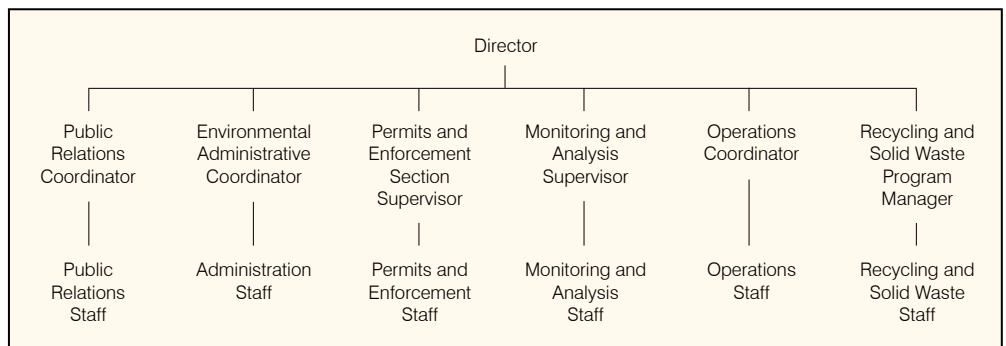 Director
Public
Relations
Coordinator
Environmental
Administrative
Coordinator
Permits and
Enforcement
Section
Supervisor
Monitoring and
Analysis
Supervisor
Operations
Coordinator
Recycling and
Solid Waste
Program
Manager
Public
Relations
Staff
Administration
Staff
Permits and
Enforcement
Staff
Monitoring and
Analysis
Staff
Operations
Staff
Recycling and
Solid Waste
Staff